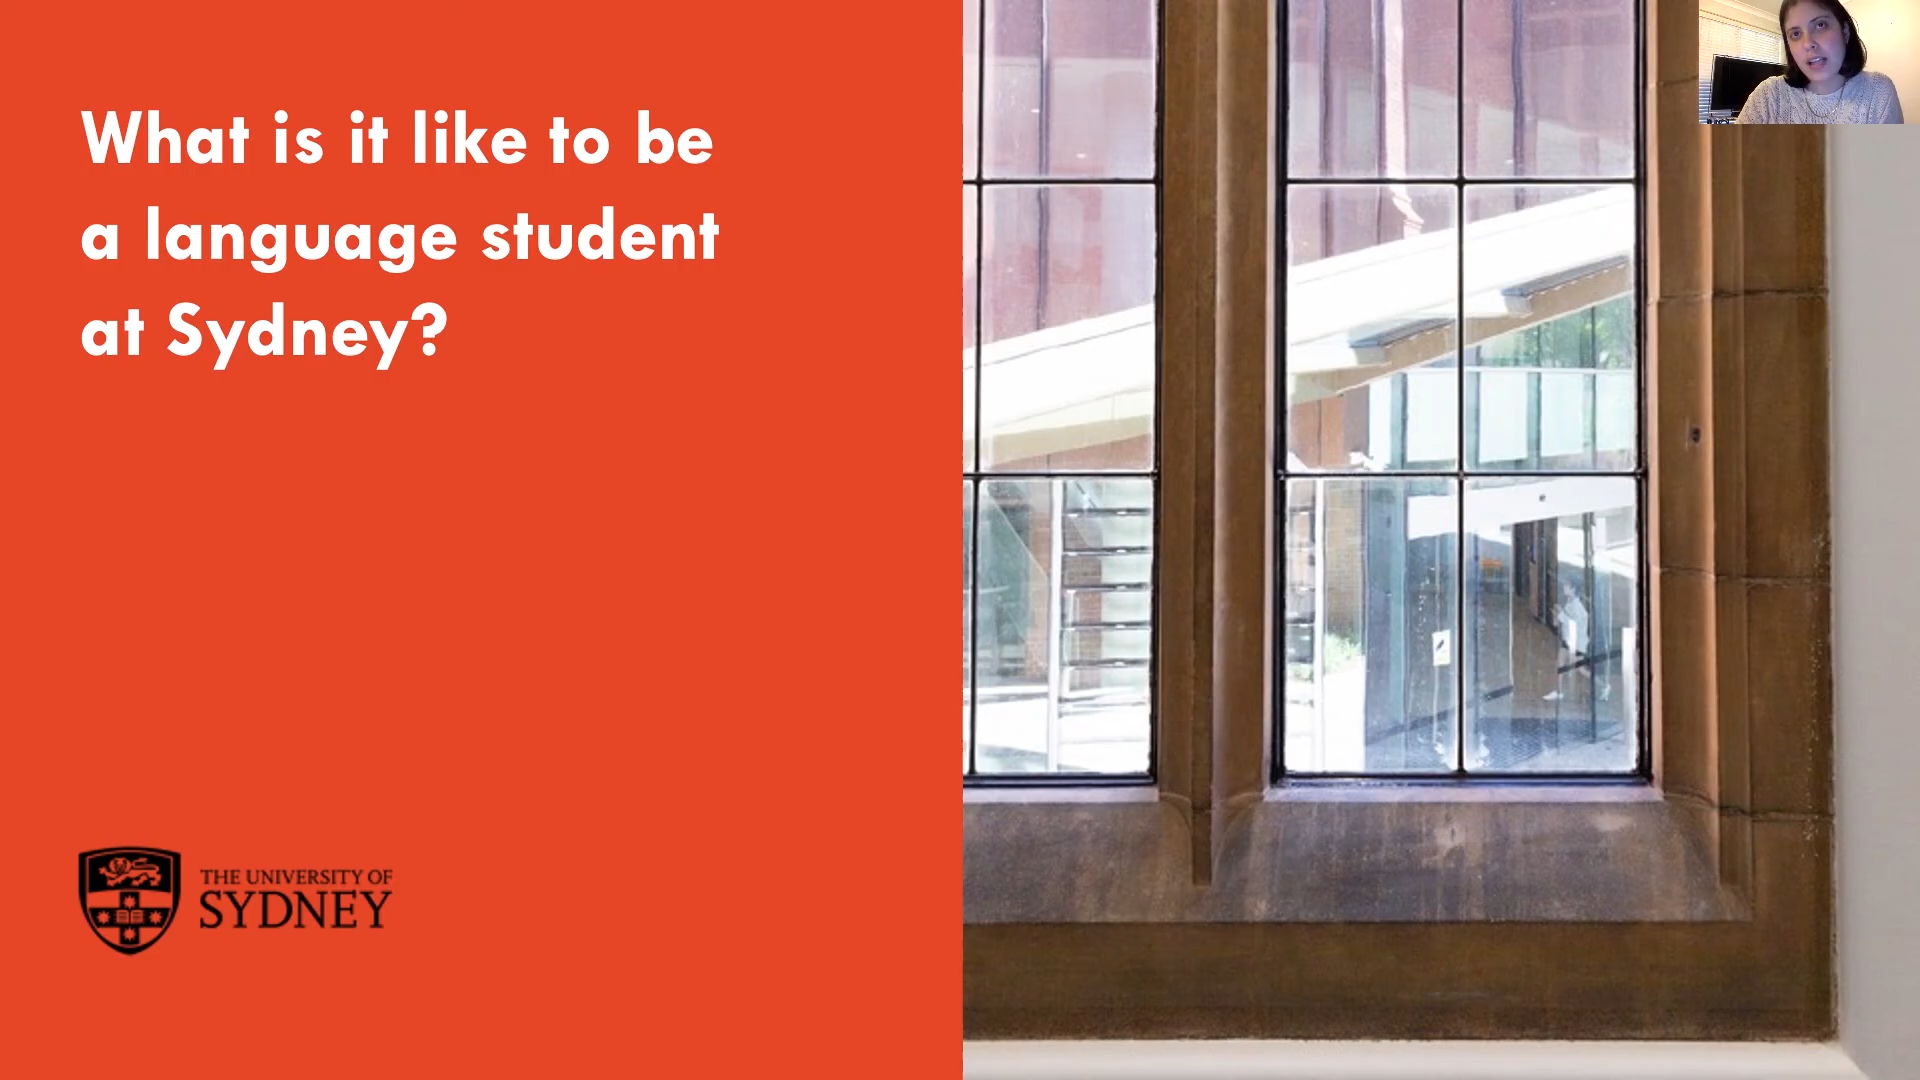 What is it like to be
a language student
at Sydney?
THE UNIVERSITY OF
SYDNEY